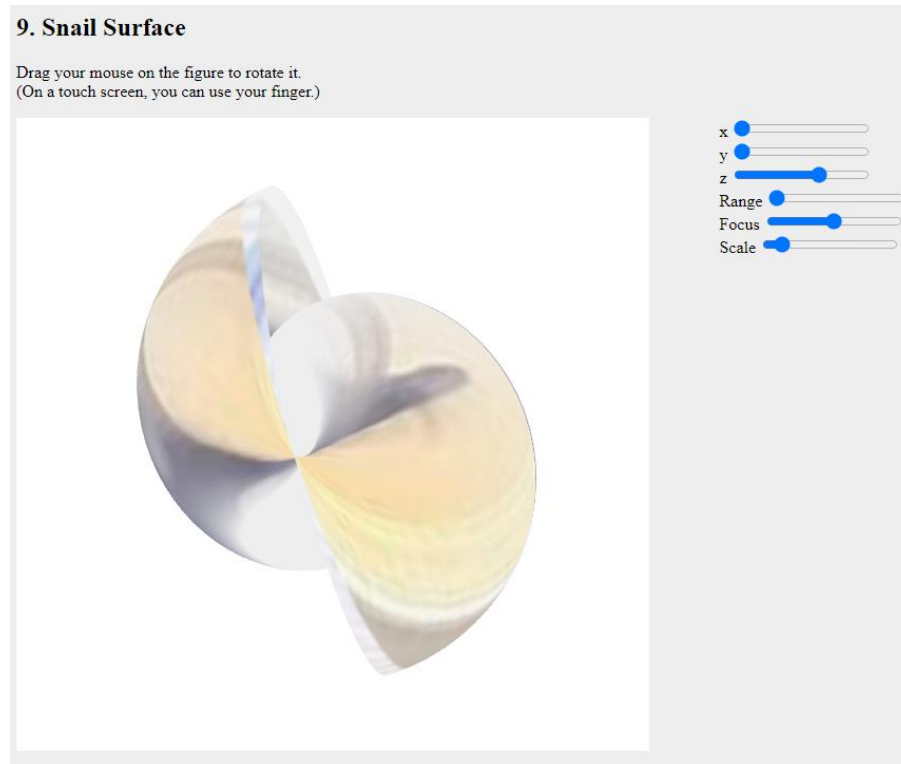 9. Snail Surface
Drag your mouse on the figure to rotate it.
(On a touch screen, you can use your finger.)
x
y
z
Range
Focus
Scale